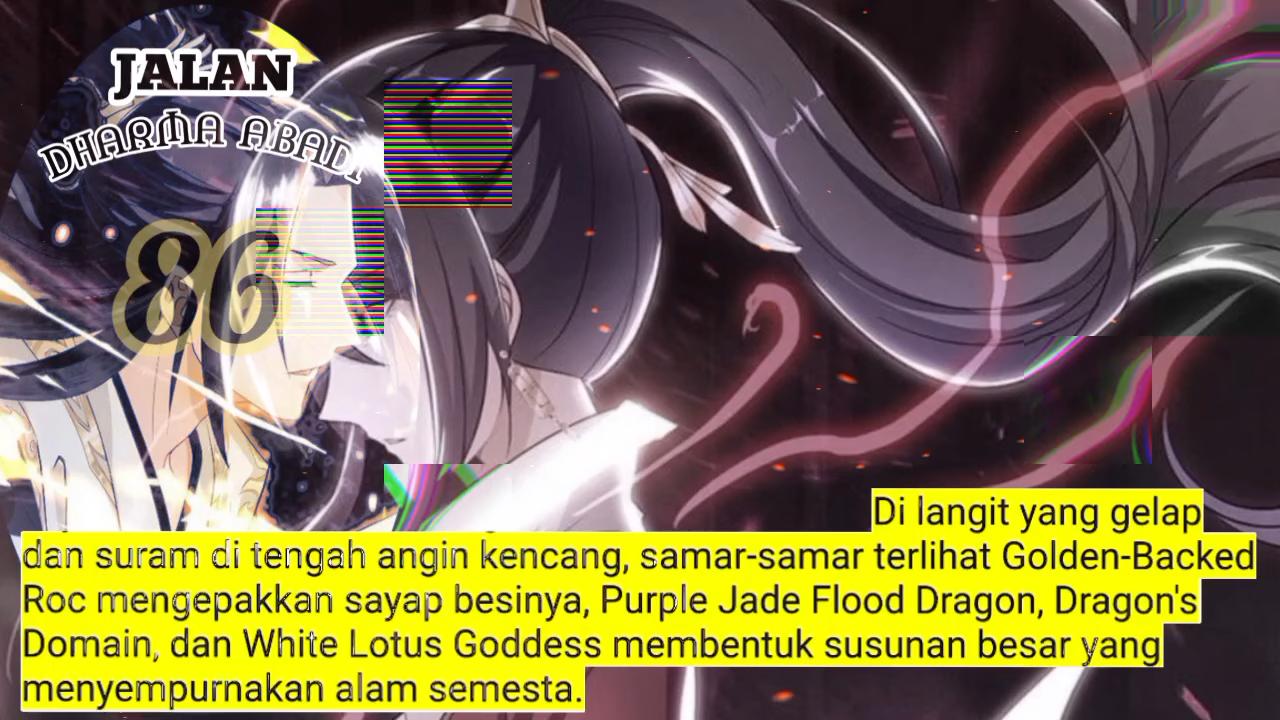 JALAN
DHARMA ABADI
86
Di langit yang gelap
dan suram di tengah angin kencang, samar-samar terlihat Golden-Backed
Roc mengepakkan sayap besinya, Purple Jade Flood Dragon, Dragon's
Domain, dan White Lotus Goddess membentuk susunan besar yang
menyempurnakan alam semesta.